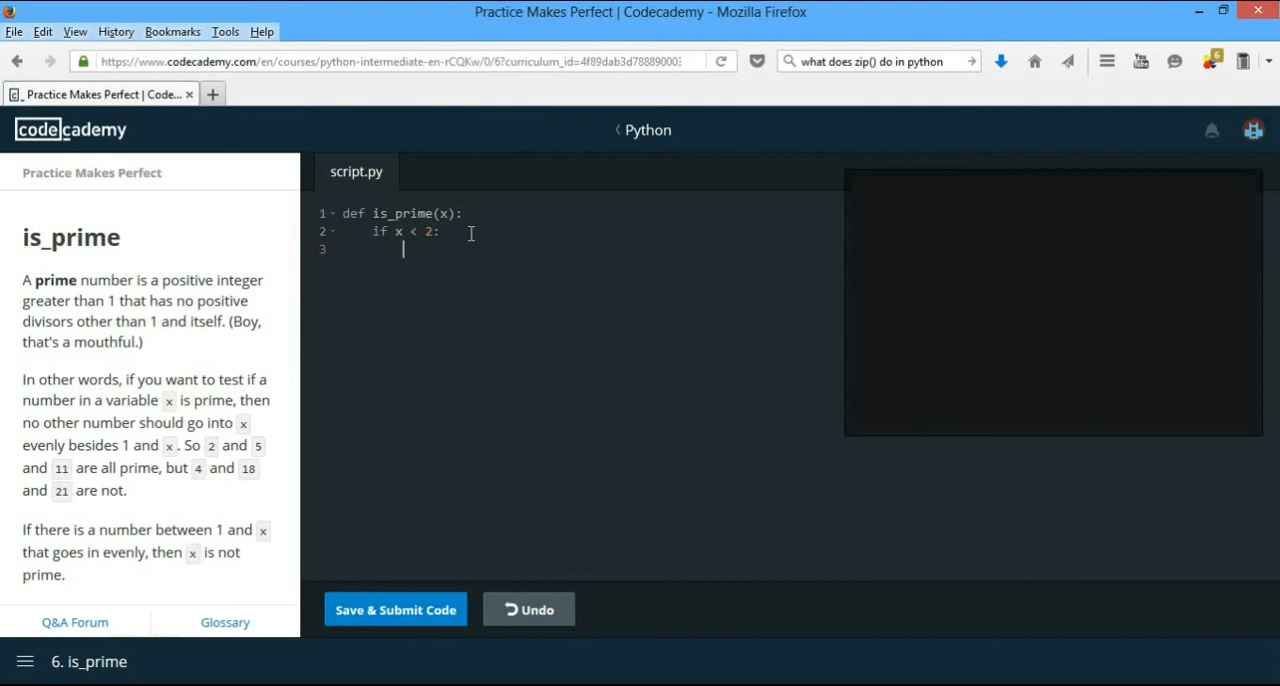 Practice Makes Perfect | Codecademy - Mozilla Firefox
File Edit View History Bookmarks Tools Help
https://www.codecademy.com/en/courses/python-intermediate-en-rCQKw/0/6?curriculum_id=4f89dab3d78889000:
what does zip() do in python
6
Practice Makes Perfect | Code... ×
codecademy
Python
Practice Makes Perfect
script.py
is_prime
A prime number is a positive integer
greater than 1 that has no positive
divisors other than 1 and itself. (Boy,
that's a mouthful.)
In other words, if you want to test if a
number in a variable x is prime, then
no other number should go into x
evenly besides 1 and x. So 2 and 5
and 11 are all prime, but 4 and 18
and 21 are not.
If there is a number between 1 and x
that goes in evenly, then x is not
prime.
Q&A Forum
Glossary
1 def is_prime(x):
2 if x < 2:
3
Save & Submit Code
Undo
6. is_prime